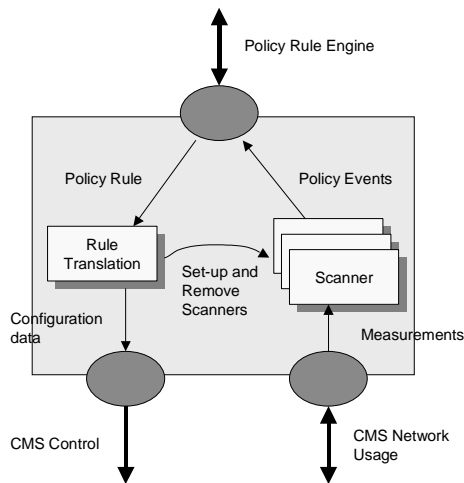 Policy Rule Engine
Policy Rule
Policy Events
Rule
Translation
Set-up and
Remove
Scanners
Scanner
Configuration
data
Measurements
CMS Control
CMS Network
Usage